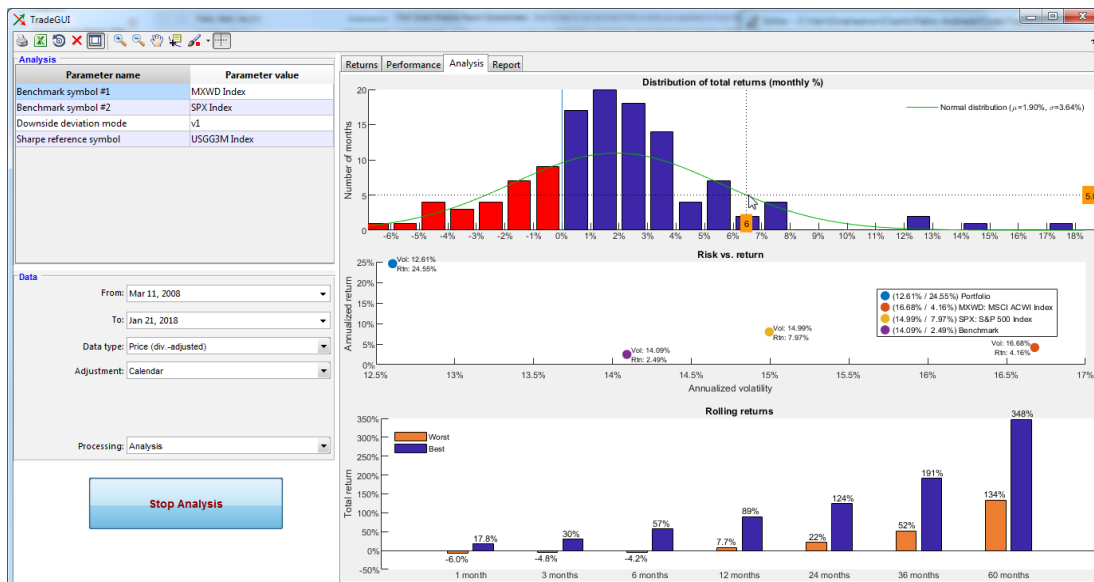 TradeGUI
Analysis
Parameter name Parameter value
Benchmark symbol #1 MXWD Index
Benchmark symbol #2 SPX Index
Downside deviation mode v1
Sharpe reference symbol USGG3M Index
Data
From: Mar 11, 2008
To: Jan 21, 2018
Data type: Price (div.-adjusted)
Adjustment: Calendar
Processing: Analysis
Stop Analysis
Returns Performance Analysis Report
Distribution of total returns (monthly %)
Normal distribution (μ=1.90%, σ=3.64%)
Number of months
20
15
10
5
0
5.0
6
-6% -5% -4% -3% -2% -1% 0% 1% 2% 3% 4% 5% 6% 7% 8% 9% 10% 11% 12% 13% 14% 15% 16% 17% 18%
Risk vs. return
Annualized return
25%
20%
15%
10%
5%
0%
Vol: 12.61%
Rtn: 24.55%
Vol: 14.09%
Rtn: 2.49%
Vol: 14.99%
Rtn: 7.97%
Vol: 16.68%
Rtn: 4.16%
(12.61% / 24.55%) Portfolio
(16.68% / 4.16%) MXWD: MSCI ACWI Index
(14.99% / 7.97%) SPX: S&P 500 Index
(14.09% / 2.49%) Benchmark
12.5% 13% 13.5% 14% 14.5% 15% 15.5% 16% 16.5% 17%
Annualized volatility
Rolling returns
Total return
350%
300%
250%
200%
150%
100%
50%
0%
-50%
Worst
Best
-6.0% 17.8% -4.8% 30% -4.2% 57% 7.7% 89% 22% 124% 52% 191% 134% 348%
1 month 3 months 6 months 12 months 24 months 36 months 60 months